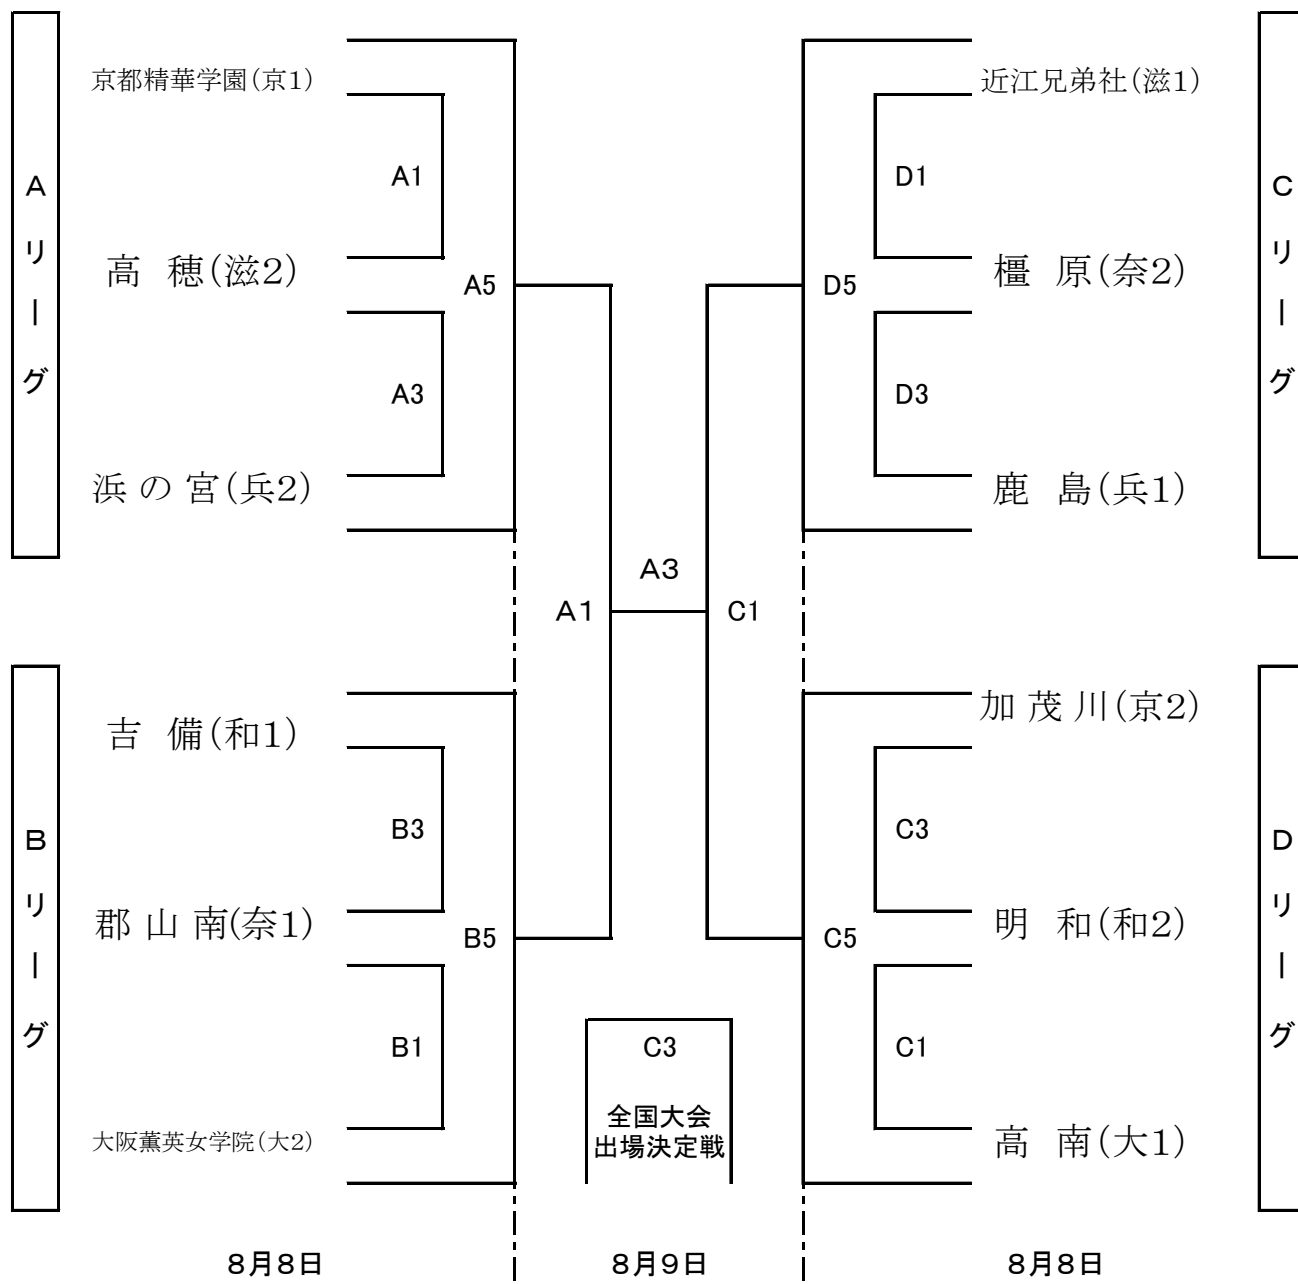 Aリーグ
京都精華学園(京1)
A1
高 穂(滋2)
A5
A3
浜の宮(兵2)
Bリーグ
吉 備(和1)
B3
郡山南(奈1)
B5
B1
大阪薫英女学院(大2)
A1
A3
C1
C3
全国大会
出場決定戦
近江兄弟社(滋1)
D1
橿 原(奈2)
D5
D3
鹿 島(兵1)
Cリーグ
加茂川(京2)
C3
明 和(和2)
C5
C1
高 南(大1)
Dリーグ
8月8日
8月9日
8月8日